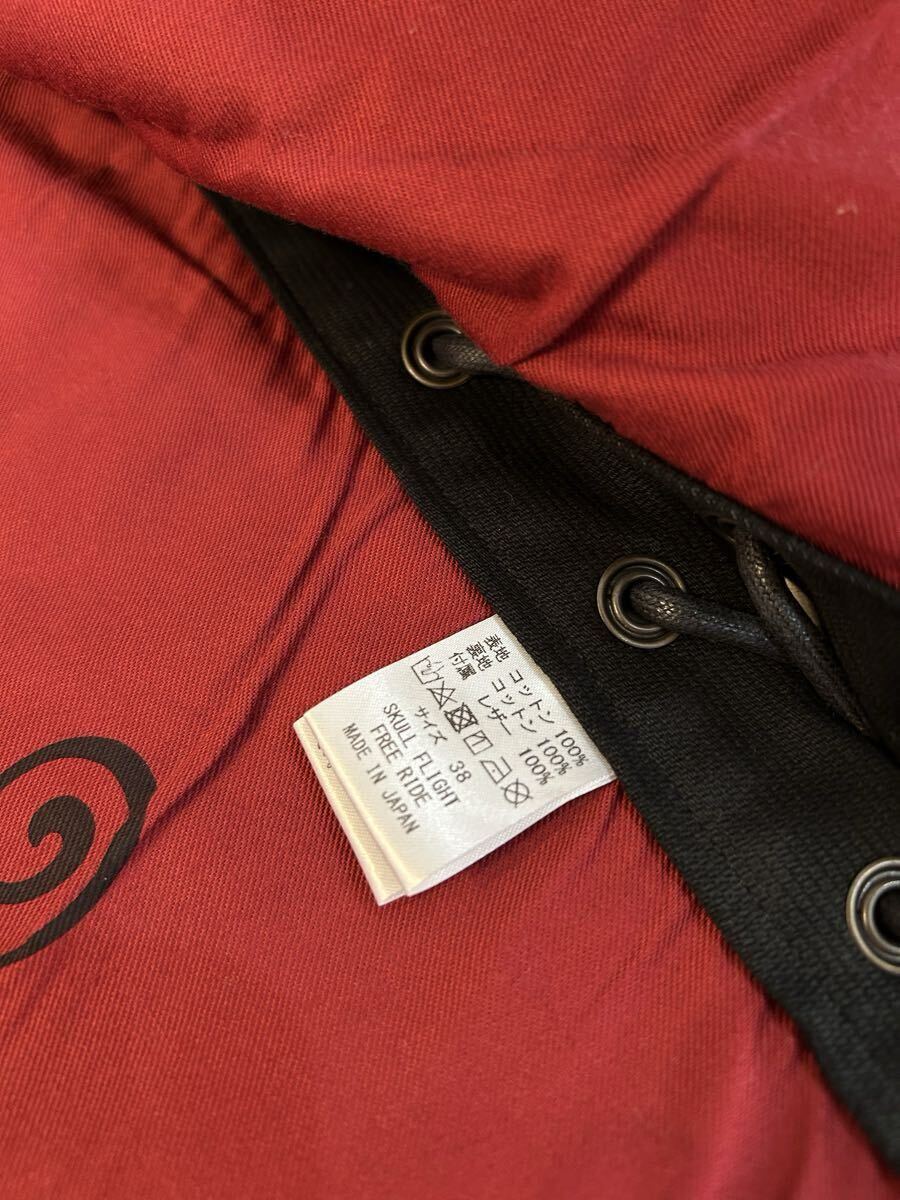 表地 コットン 100%
裏地 コットン 100%
付属 レザー 100%
サイズ 38
SKULL FLIGHT
FREE RIDE
MADE IN JAPAN